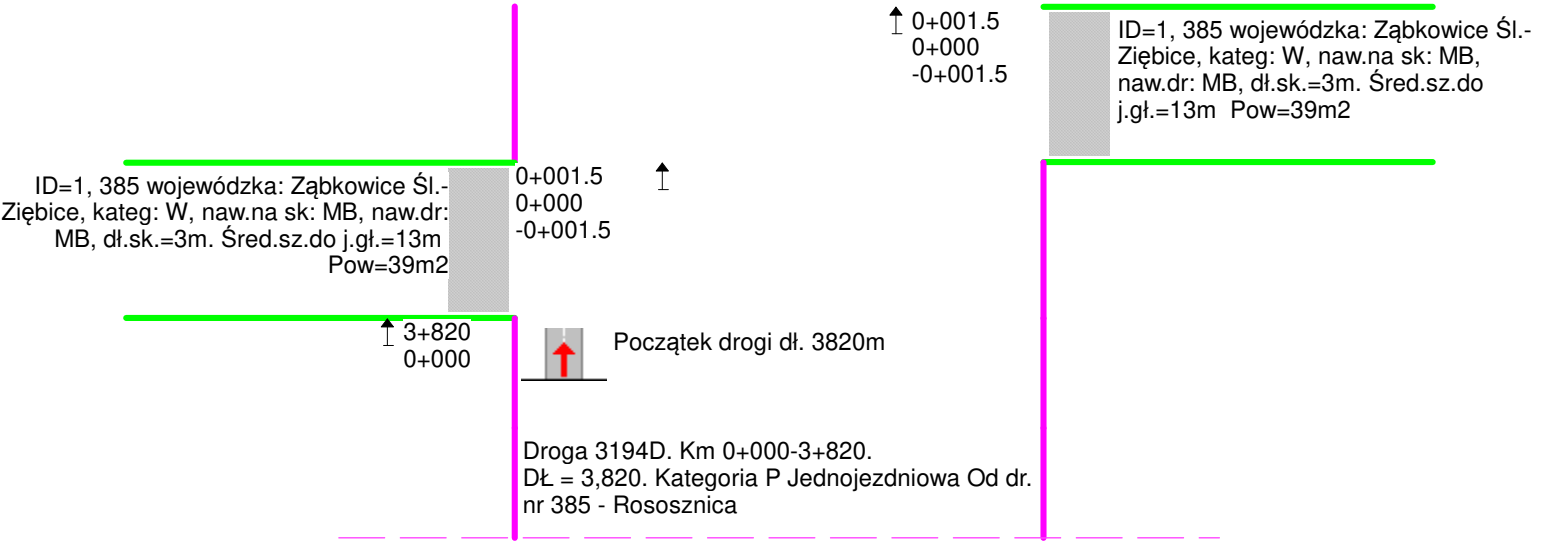 0+001.5
0+000
-0+001.5
ID=1, 385 wojewódzka: Ząbkowice Śl.-
Ziębice, kateg: W, naw.na sk: MB,
naw.dr: MB, dł.sk.=3m. Śred.sz.do
j.gł.=13m Pow=39m2
ID=1, 385 wojewódzka: Ząbkowice Śl.-
Ziębice, kateg: W, naw.na sk: MB, naw.dr:
MB, dł.sk.=3m. Śred.sz.do j.gł.=13m
Pow=39m2
0+001.5
0+000
-0+001.5
3+820
0+000
Początek drogi dł. 3820m
Droga 3194D. Km 0+000-3+820.
DŁ = 3,820. Kategoria P Jednojezdniowa Od dr.
nr 385 - Rososznica